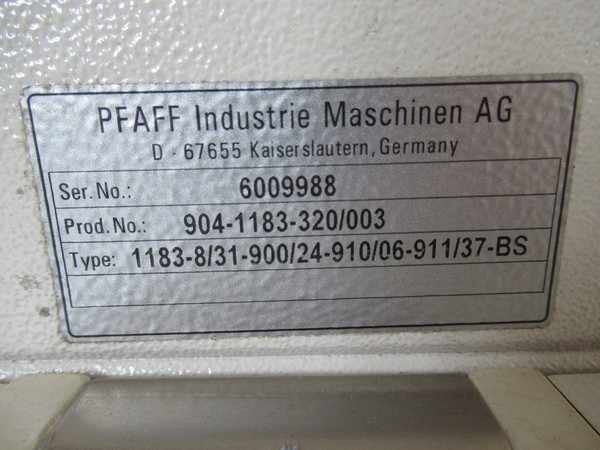 PFAFF Industrie Maschinen AG
D - 67655 Kaiserslautern, Germany
Ser. No.: 6009988
Prod. No.: 904-1183-320/003
Type: 1183-8/31-900/24-910/06-911/37-BS